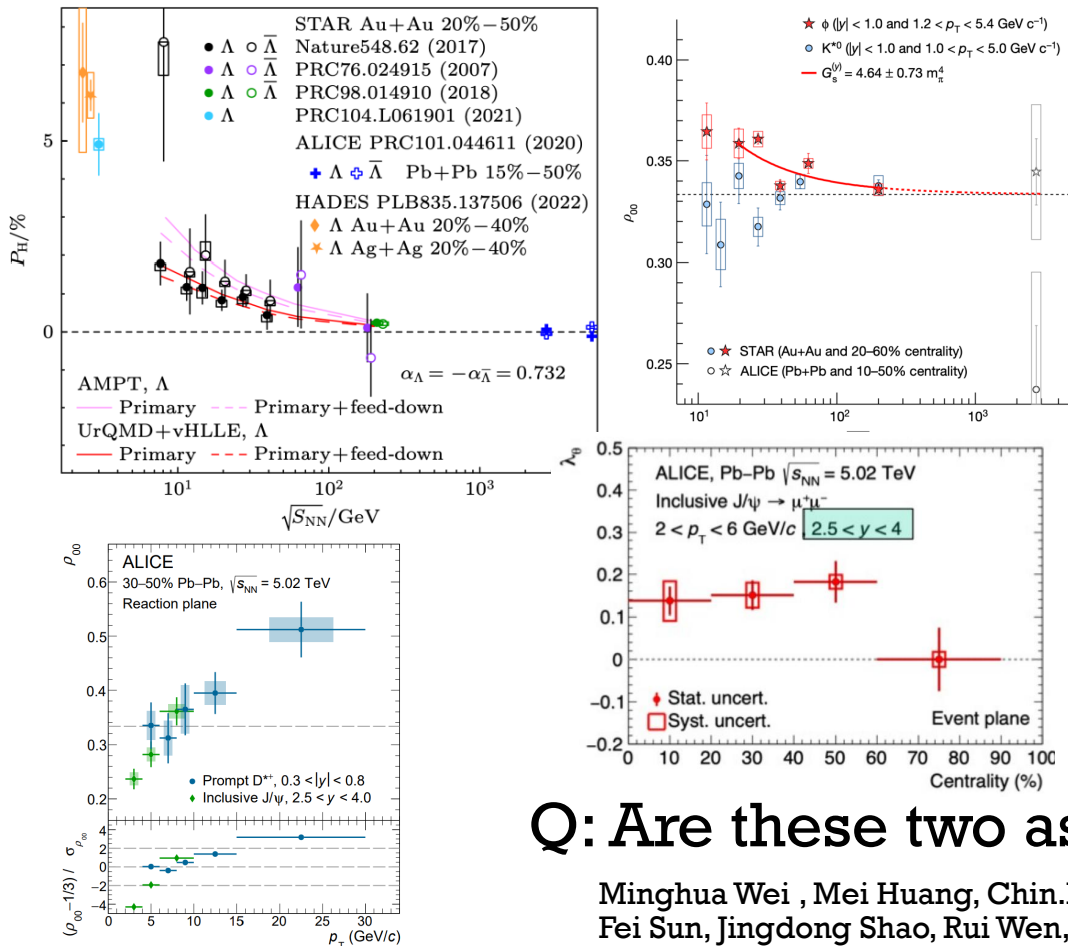 STAR Au+Au 20%−50%
Λ Λ̅ Nature548.62 (2017)
Λ Λ̅ PRC76.024915 (2007)
Λ Λ̅ PRC98.014910 (2018)
Λ PRC104.L061901 (2021)
ALICE PRC101.044611 (2020)
Λ Λ̅ Pb+Pb 15%−50%
HADES PLB835.137506 (2022)
Λ Au+Au 20%−40%
Λ Ag+Ag 20%−40%
5
0
P_H/%
α_Λ = −α_Λ̅ = 0.732
AMPT, Λ
Primary Primary+feed-down
UrQMD+vHLLE, Λ
Primary Primary+feed-down
10¹ 10² 10³
√S_NN/GeV
ϕ (|y| < 1.0 and 1.2 < p_T < 5.4 GeV c⁻¹)
K*⁰ (|y| < 1.0 and 1.0 < p_T < 5.0 GeV c⁻¹)
G_s^(y) = 4.64 ± 0.73 m_π⁴
0.40
0.35
0.30
0.25
ρ₀₀
STAR (Au+Au and 20–60% centrality)
ALICE (Pb+Pb and 10–50% centrality)
10¹ 10² 10³
λ_θ
0.5
0.4
0.3
0.2
0.1
0
−0.1
−0.2
ALICE, Pb−Pb √s_NN = 5.02 TeV
Inclusive J/ψ → μ⁺μ⁻
2 < p_T < 6 GeV/c , 2.5 < y < 4
Stat. uncert.
Syst. uncert.
Event plane
0 10 20 30 40 50 60 70 80 90 100
Centrality (%)
ρ₀₀
ALICE
30−50% Pb−Pb, √s_NN = 5.02 TeV
Reaction plane
0.6
0.5
0.4
0.3
0.2
Prompt D*⁺, 0.3 < |y| < 0.8
Inclusive J/ψ, 2.5 < y < 4.0
(ρ₀₀−1/3) / σ_ρ₀₀
4
2
0
−2
−4
0 5 10 15 20 25 30
p_T (GeV/c)
Q: Are these two as
Minghua Wei , Mei Huang, Chin.
Fei Sun, Jingdong Shao, Rui Wen,